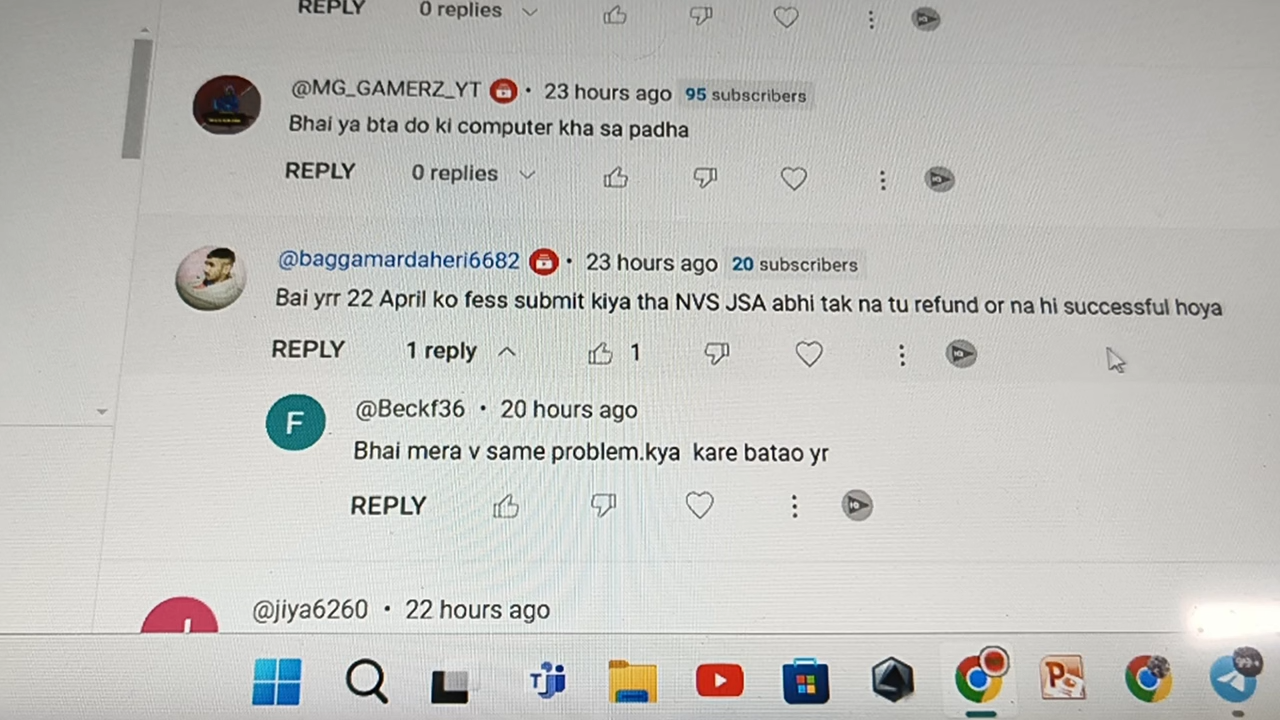 REPLY 0 replies
@MG_GAMERZ_YT · 23 hours ago 95 subscribers
Bhai ya bta do ki computer kha sa padha
REPLY 0 replies
@baggamardaheri6682 · 23 hours ago 20 subscribers
Bai yrr 22 April ko fess submit kiya tha NVS JSA abhi tak na tu refund or na hi successful hoya
REPLY 1 reply 1
F @Beckf36 · 20 hours ago
Bhai mera v same problem.kya kare batao yr
REPLY
@jiya6260 · 22 hours ago